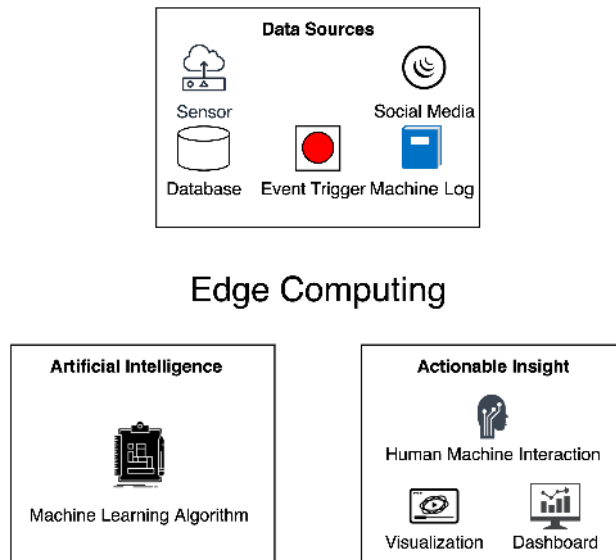 Data Sources
Sensor
Social Media
Database
Event Trigger
Machine Log
Edge Computing
Artificial Intelligence
Machine Learning Algorithm
Actionable Insight
Human Machine Interaction
Visualization
Dashboard